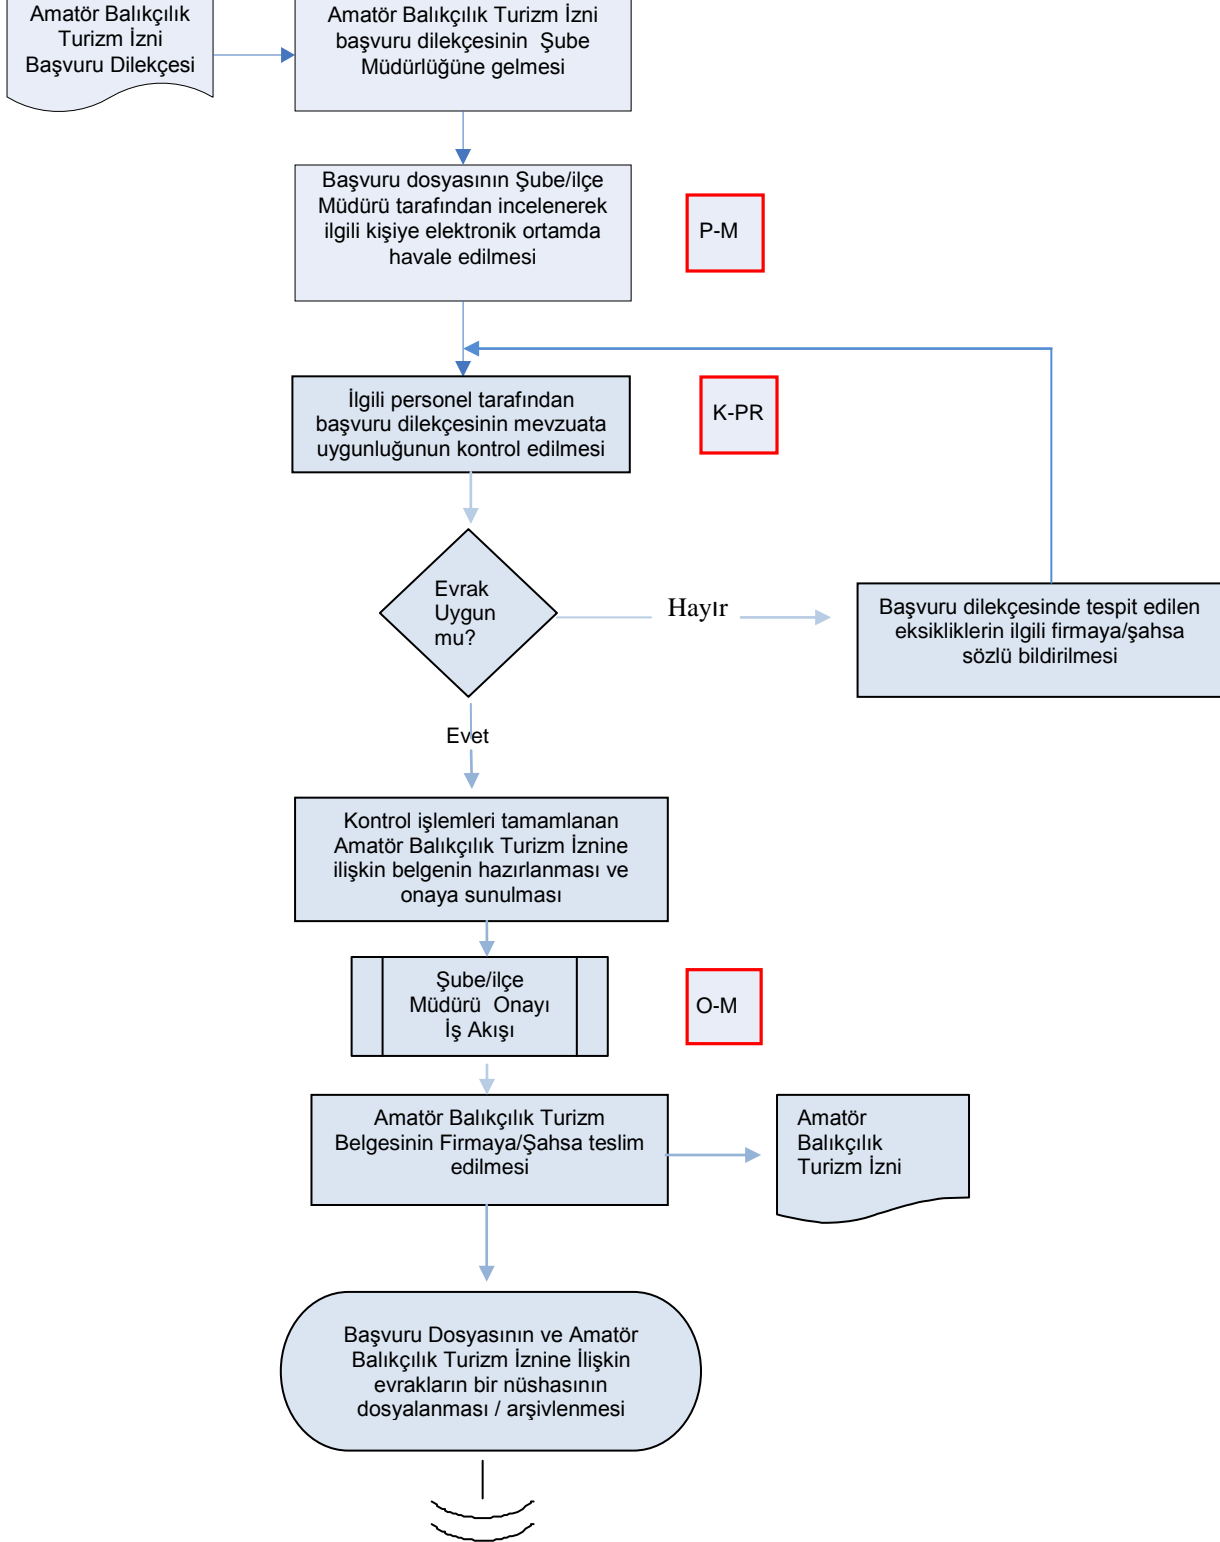 Amatör Balıkçılık
Turizm İzni
Başvuru Dilekçesi
Amatör Balıkçılık Turizm İzni
başvuru dilekçesinin Şube
Müdürlüğüne gelmesi
Başvuru dosyasının Şube/ilçe
Müdürü tarafından incelenerek
ilgili kişiye elektronik ortamda
havale edilmesi
P-M
İlgili personel tarafından
başvuru dilekçesinin mevzuata
uygunluğunun kontrol edilmesi
K-PR
Evrak
Uygun
mu?
Hayır
Başvuru dilekçesinde tespit edilen
eksikliklerin ilgili firmaya/şahsa
sözlü bildirilmesi
Evet
Kontrol işlemleri tamamlanan
Amatör Balıkçılık Turizm İznine
ilişkin belgenin hazırlanması ve
onaya sunulması
Şube/ilçe
Müdürü Onayı
İş Akışı
O-M
Amatör Balıkçılık Turizm
Belgesinin Firmaya/Şahsa teslim
edilmesi
Amatör
Balıkçılık
Turizm İzni
Başvuru Dosyasının ve Amatör
Balıkçılık Turizm İznine İlişkin
evrakların bir nüshasının
dosyalanması / arşivlenmesi